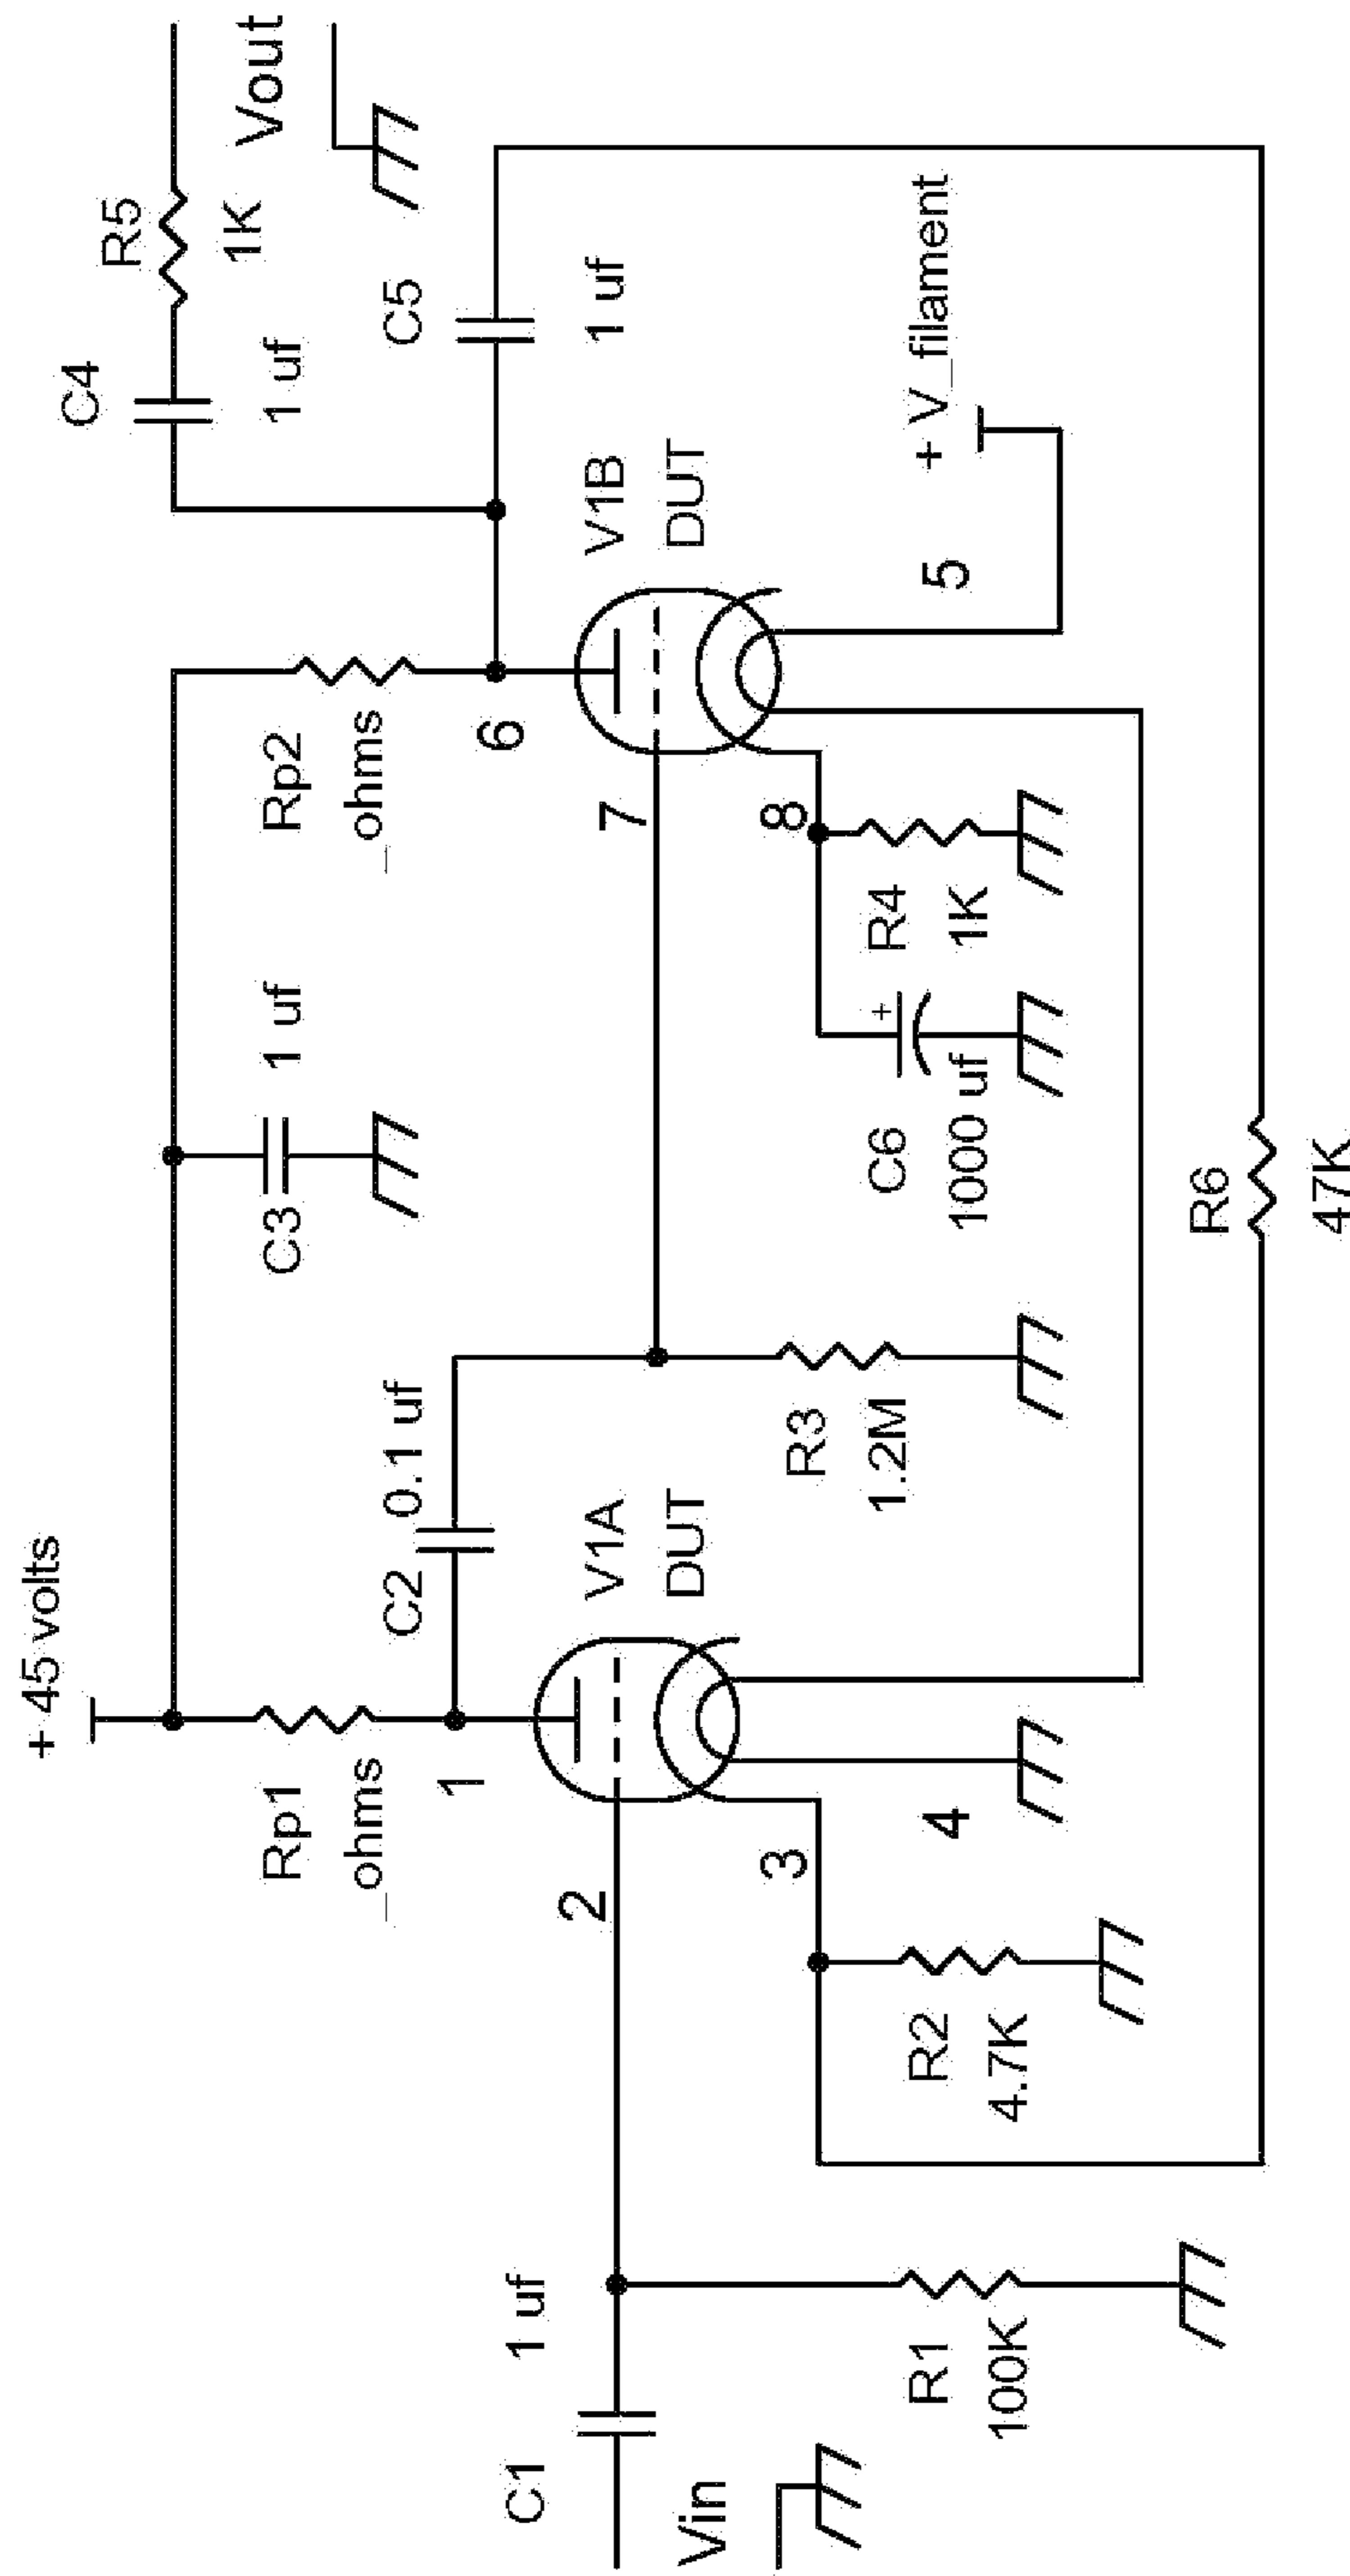 + 45 volts
Rp1
_ohms
1
C2
0.1 uf
V1A
DUT
2
3
4
C1
1 uf
Vin
R1
100K
R2
4.7K
R3
1.2M
C3
1 uf
Rp2
_ohms
6
7
8
V1B
DUT
C4
1 uf
R5
1K
Vout
C5
1 uf
+ V_filament
5
R4
1K
+
C6
1000 uf
R6
47K